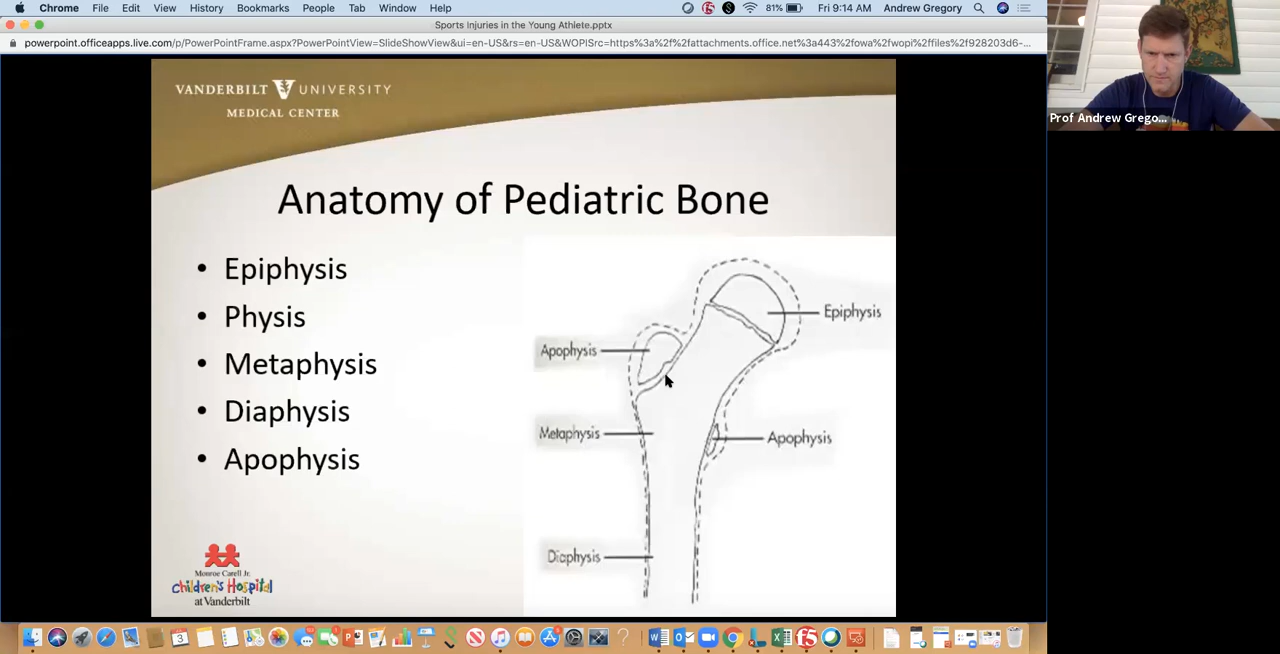 Chrome File Edit View History Bookmarks People Tab Window Help 81% Fri 9:14 AM Andrew Gregory
Sports Injuries in the Young Athlete.pptx
powerpoint.officeapps.live.com/p/PowerPointFrame.aspx?PowerPointView=SlideShowView&ui=en-US&rs=en-US&WOPISrc=https%3a%2f%2fattachments.office.net%3a443%2fowa%2fwopi%2ffiles%2f928203d6-...
Prof Andrew Grego...
VANDERBILT V UNIVERSITY
MEDICAL CENTER
Anatomy of Pediatric Bone
• Epiphysis
• Physis
• Metaphysis
• Diaphysis
• Apophysis
Epiphysis
Apophysis
Metaphysis
Apophysis
Diaphysis
Monroe Carell Jr.
Children's Hospital
at Vanderbilt